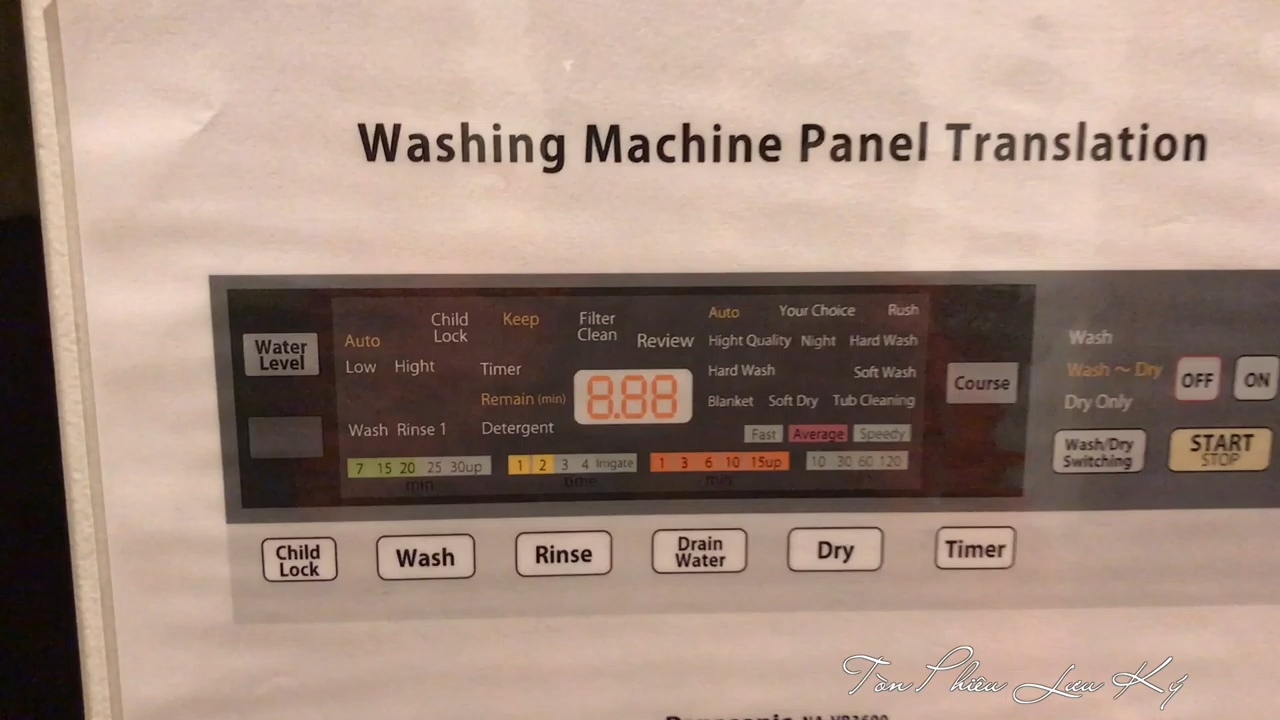 Washing Machine Panel Translation
Water Level
Auto
Low Hight
Child Lock
Keep
Filter Clean
Review
Timer
Remain (min)
Detergent
8.88
Wash Rinse 1
Auto Your Choice Rush
Hight Quality Night Hard Wash
Hard Wash Soft Wash
Blanket Soft Dry Tub Cleaning
Fast Average Speedy
7 15 20 25 30up
min
1 2 3 4 Irrigate
time
1 3 6 10 15up
min
10 30 60 120
Course
Wash
Wash ~ Dry
Dry Only
OFF ON
Wash/Dry Switching
START
STOP
Child Lock
Wash
Rinse
Drain Water
Dry
Timer
Tồn Phiêu Lưu Ký